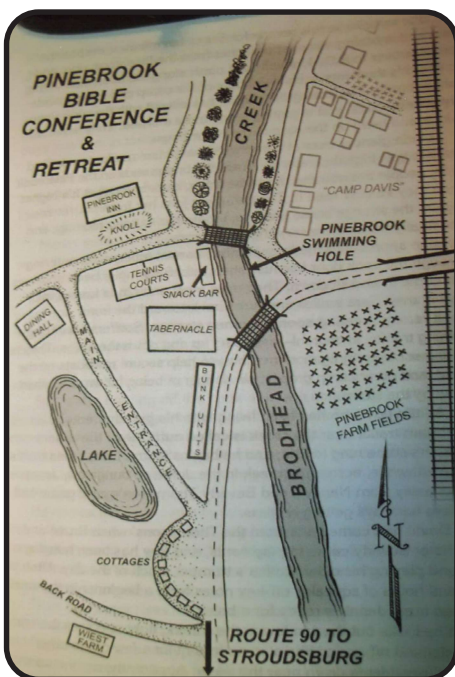 PINEBROOK
BIBLE
CONFERENCE
&
RETREAT
CREEK
"CAMP DAVIS"
PINEBROOK
INN
KNOLL
PINEBROOK
SWIMMING
HOLE
TENNIS
COURTS
SNACK BAR
DINING
HALL
TABERNACLE
MAIN ENTRANCE
BUNK UNITS
PINEBROOK
FARM FIELDS
BRODHEAD
LAKE
N
COTTAGES
BACK ROAD
WIEST
FARM
ROUTE 90 TO
STROUDSBURG